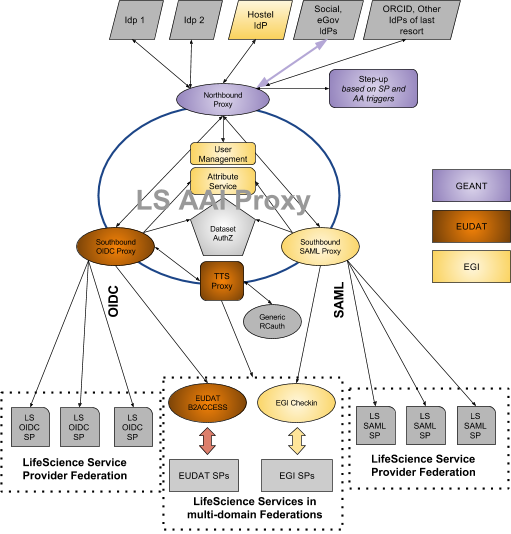 Idp 1
Idp 2
Hostel
IdP
Social,
eGov
IdPs
ORCID, Other
IdPs of last
resort
Northbound
Proxy
Step-up
based on SP and
AA triggers
User
Management
Attribute
Service
LS AAI Proxy
Dataset
AuthZ
Southbound
OIDC Proxy
Southbound
SAML Proxy
TTS
Proxy
Generic
RCauth
OIDC
SAML
GEANT
EUDAT
EGI
LS
OIDC
SP
LS
OIDC
SP
LS
OIDC
SP
LifeScience Service
Provider Federation
EUDAT
B2ACCESS
EGI Checkin
EUDAT SPs
EGI SPs
LifeScience Services in
multi-domain Federations
LS
SAML
SP
LS
SAML
SP
LS
SAML
SP
LifeScience Service
Provider Federation